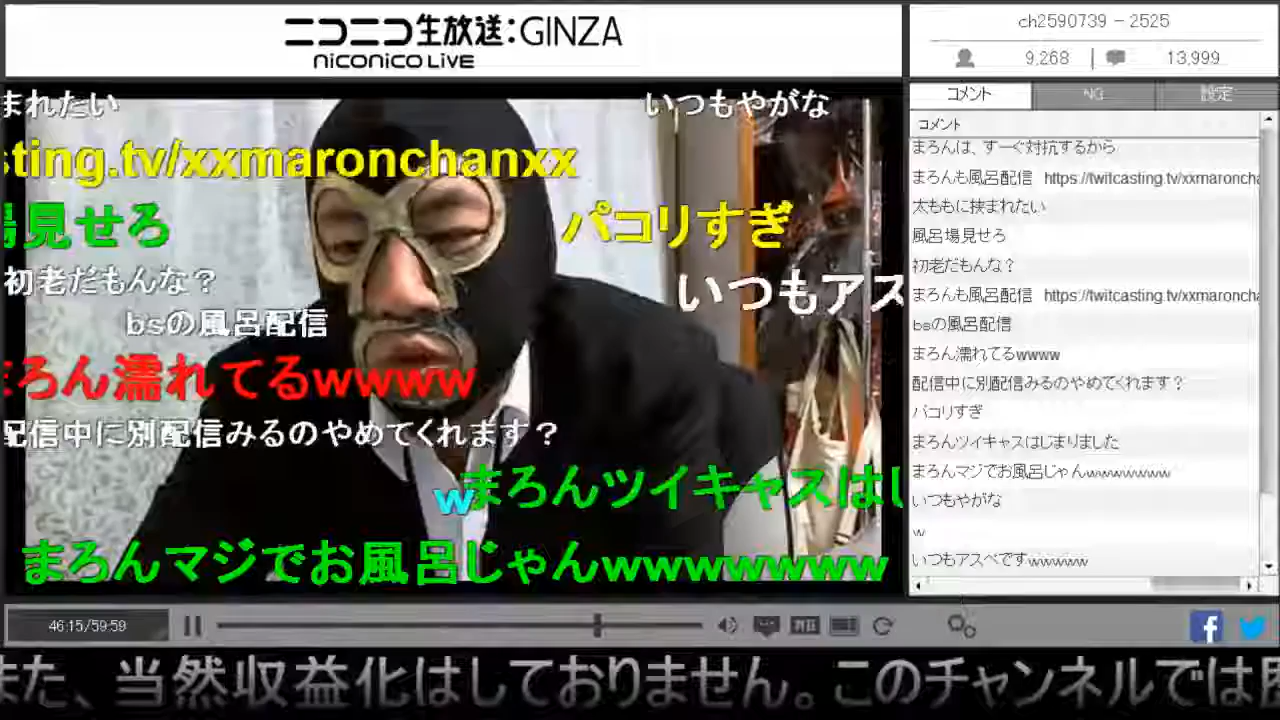 ニコニコ生放送:GINZA
niconico Live
ch2590739 - 2525
9,268
13,999
コメント
NG
設定
コメント
まれたい
いつもやがな
sting.tv/xxmaronchanxx
場見せろ
パコリすぎ
初老だもんな?
いつもアス
bsの風呂配信
まろん濡れてるwwww
配信中に別配信みるのやめてくれます?
w
まろんツイキャスはじ
まろんマジでお風呂じゃんwwwwwwww
まろんは、すーぐ対抗するから
まろんも風呂配信 https://twitcasting.tv/xxmaroncha
太ももに挟まれたい
風呂場見せろ
初老だもんな?
まろんも風呂配信 https://twitcasting.tv/xxmaroncha
bsの風呂配信
まろん濡れてるwwww
配信中に別配信みるのやめてくれます?
パコリすぎ
まろんツイキャスはじまりました
まろんマジでお風呂じゃんwwwwwwww
いつもやがな
w
いつもアスペですwwwww
46:15/59:59
また、当然収益化はしておりません。このチャンネルでは